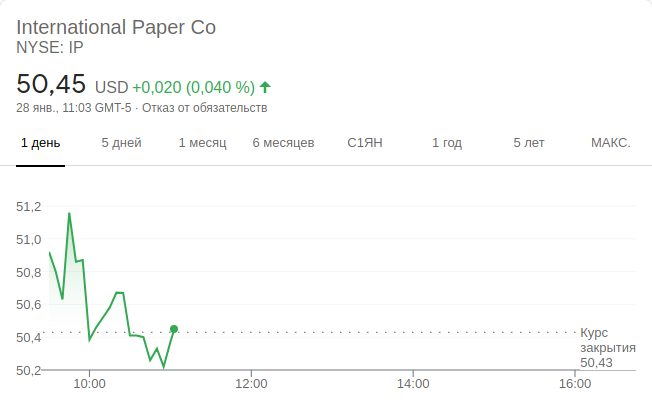 International Paper Co
NYSE: IP
50,45 USD +0,020 (0,040 %)
28 янв., 11:03 GMT-5 · Отказ от обязательств
1 день 5 дней 1 месяц 6 месяцев С1ЯН 1 год 5 лет МАКС.
51,2
51,0
50,8
50,6
50,4
Курс
закрытия
50,43
50,2
10:00 12:00 14:00 16:00